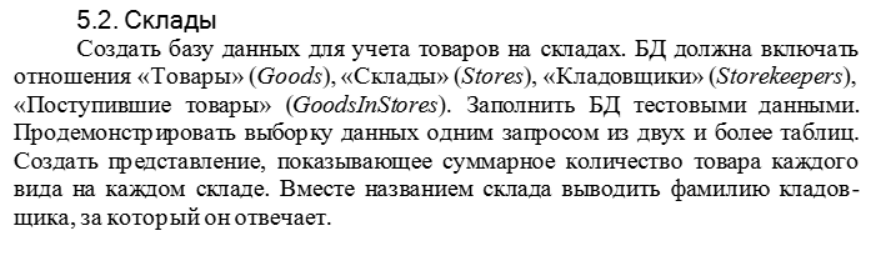 5.2. Склады
Создать базу данных для учета товаров на складах. БД должна включать
отношения «Товары» (Goods), «Склады» (Stores), «Кладовщики» (Storekeepers),
«Поступившие товары» (GoodsInStores). Заполнить БД тестовыми данными.
Продемонстрировать выборку данных одним запросом из двух и более таблиц.
Создать представление, показывающее суммарное количество товара каждого
вида на каждом складе. Вместе названием склада выводить фамилию кладов-
щика, за который он отвечает.